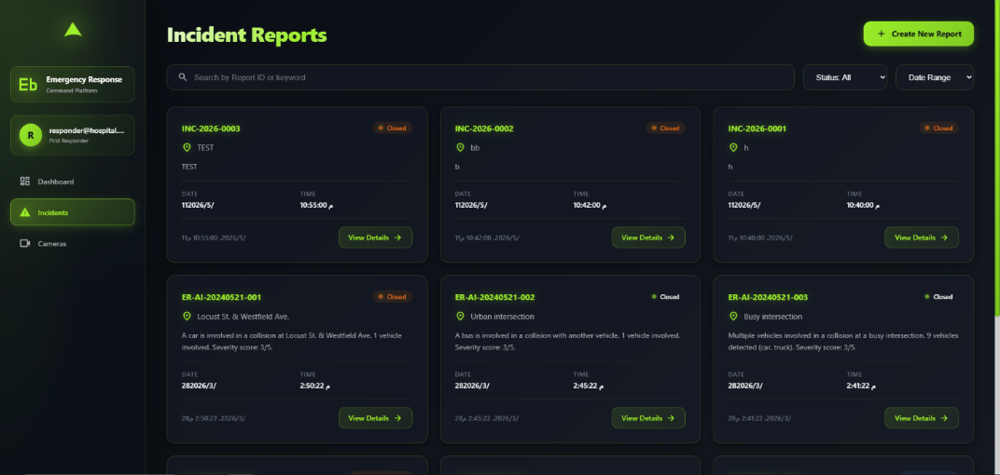 Incident Reports
+ Create New Report
Eb
Emergency Response
Command Platform
R
responder@hospital....
First Responder
Dashboard
Incidents
Cameras
Search by Report ID or keyword
Status: All
Date Range
INC-2026-0003
Closed
TEST
TEST
DATE
112026/5/
TIME
10:55:00 م
11م 10:55:00 ،2026/5/
View Details
INC-2026-0002
Closed
bb
b
DATE
112026/5/
TIME
10:42:00 م
11م 10:42:00 ،2026/5/
View Details
INC-2026-0001
Closed
h
h
DATE
112026/5/
TIME
10:40:00 م
11م 10:40:00 ،2026/5/
View Details
ER-AI-20240521-001
Closed
Locust St. & Westfield Ave.
A car is involved in a collision at Locust St. & Westfield Ave. 1 vehicle
involved. Severity score: 3/5.
DATE
282026/3/
TIME
2:50:22 م
28م 2:50:22 ،2026/3/
View Details
ER-AI-20240521-002
Closed
Urban intersection
A bus is involved in a collision with another vehicle. 1 vehicle involved.
Severity score: 3/5.
DATE
282026/3/
TIME
2:45:22 م
28م 2:45:22 ،2026/3/
View Details
ER-AI-20240521-003
Closed
Busy intersection
Multiple vehicles involved in a collision at a busy intersection. 9 vehicles
detected (car, truck). Severity score: 3/5.
DATE
282026/3/
TIME
2:41:22 م
28م 2:41:22 ،2026/3/
View Details